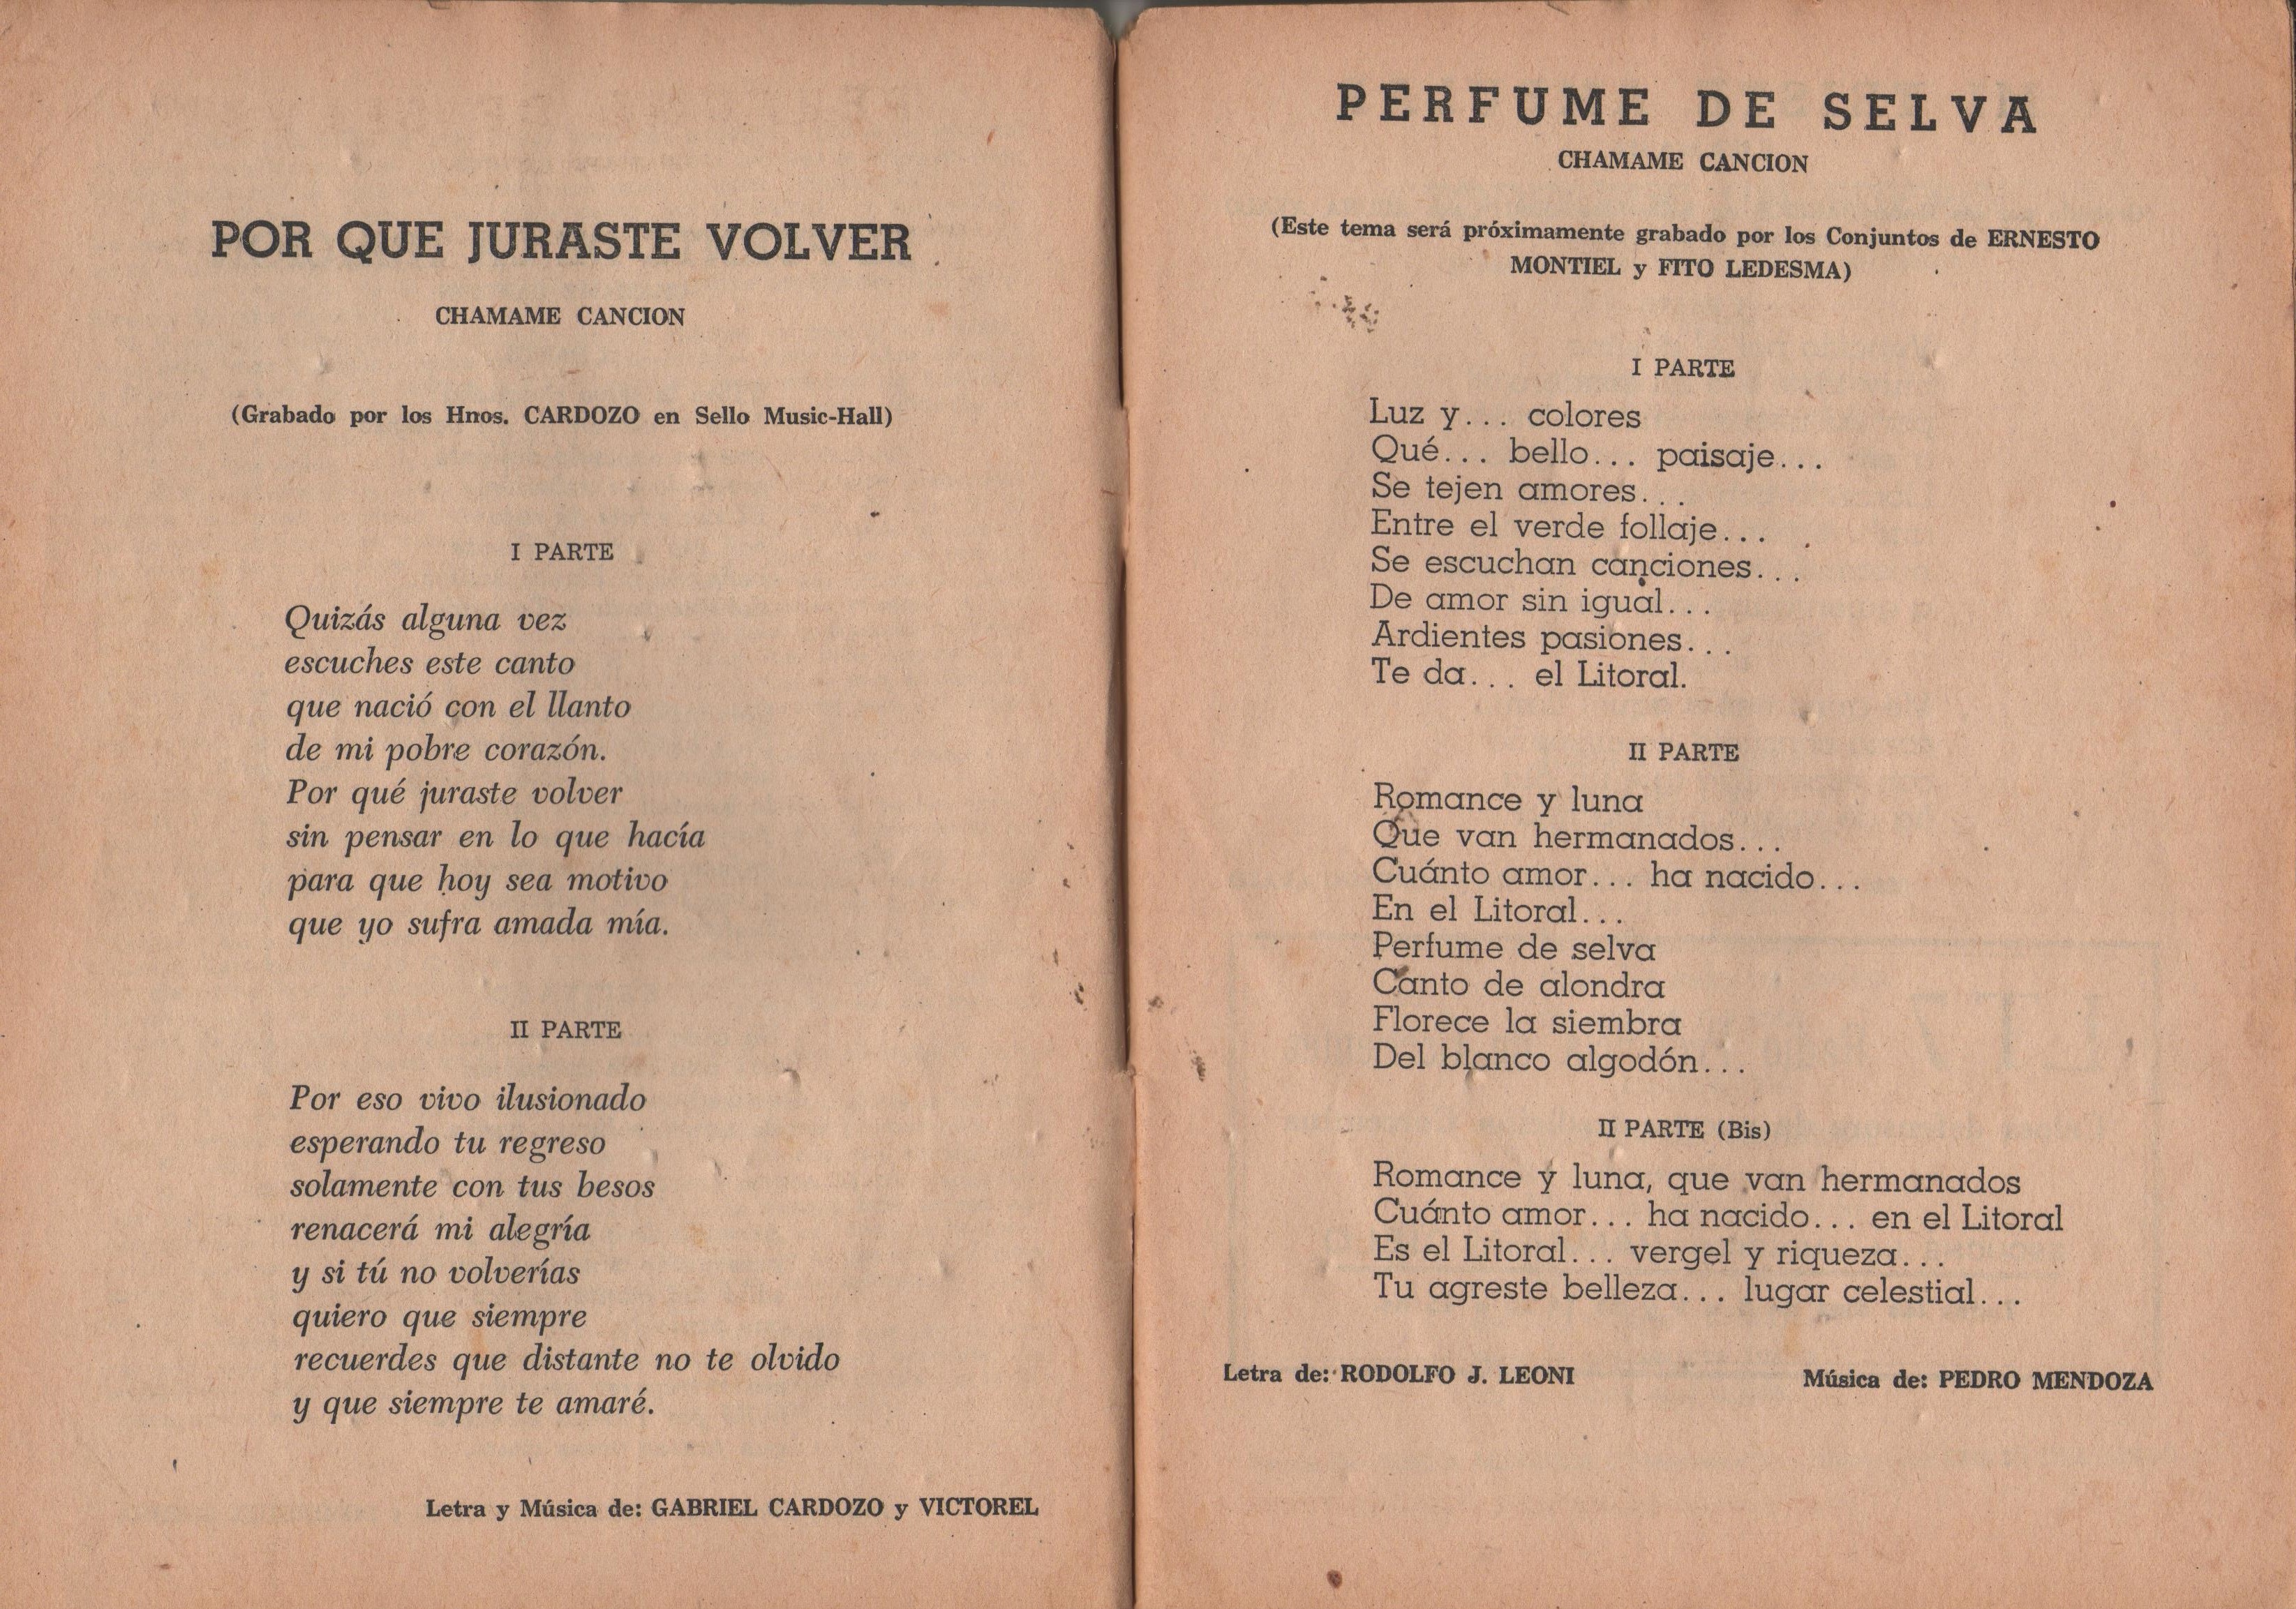 POR QUE JURASTE VOLVER
CHAMAME CANCION
(Grabado por los Hnos. CARDOZO en Sello Music-Hall)
I PARTE
Quizás alguna vez
escuches este canto
que nació con el llanto
de mi pobre corazón.
Por qué juraste volver
sin pensar en lo que hacía
para que hoy sea motivo
que yo sufra amada mía.
II PARTE
Por eso vivo ilusionado
esperando tu regreso
solamente con tus besos
renacerá mi alegría
y si tú no volverías
quiero que siempre
recuerdes que distante no te olvido
y que siempre te amaré.
Letra y Música de: GABRIEL CARDOZO y VICTOREL
PERFUME DE SELVA
CHAMAME CANCION
(Este tema será próximamente grabado por los Conjuntos de ERNESTO
MONTIEL y FITO LEDESMA)
I PARTE
Luz y... colores
Qué... bello... paisaje...
Se tejen amores...
Entre el verde follaje...
Se escuchan canciones...
De amor sin igual...
Ardientes pasiones...
Te da... el Litoral.
II PARTE
Romance y luna
Que van hermanados...
Cuánto amor... ha nacido...
En el Litoral...
Perfume de selva
Canto de alondra
Florece la siembra
Del blanco algodón...
II PARTE (Bis)
Romance y luna, que van hermanados
Cuánto amor... ha nacido... en el Litoral
Es el Litoral... vergel y riqueza...
Tu agreste belleza... lugar celestial...
Letra de: RODOLFO J. LEONI Música de: PEDRO MENDOZA